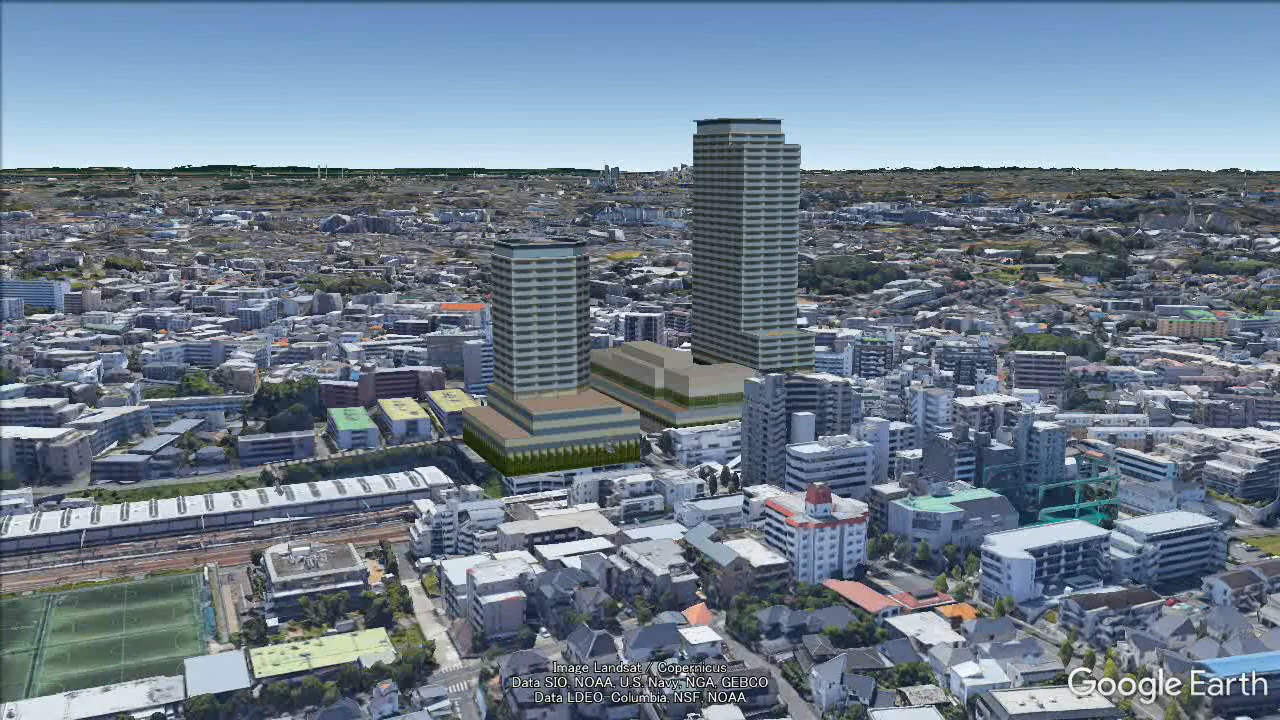 Image Landsat / Copernicus
Data SIO, NOAA, U.S. Navy, NGA, GEBCO
Data LDEO-Columbia, NSF, NOAA
Google Earth